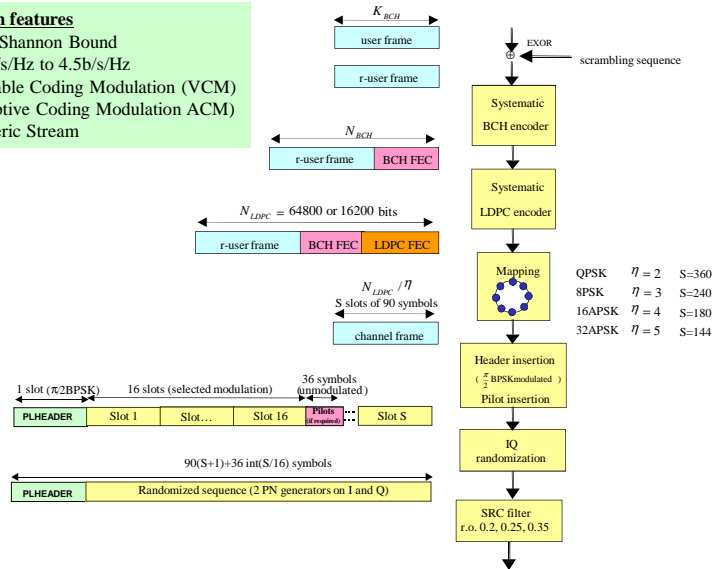 features
Shannon Bound
s/Hz to 4.5b/s/Hz
able Coding Modulation (VCM)
ptive Coding Modulation ACM)
eric Stream
K_BCH
user frame
r-user frame
EXOR
scrambling sequence
Systematic
BCH encoder
N_BCH
r-user frame BCH FEC
Systematic
LDPC encoder
N_LDPC = 64800 or 16200 bits
r-user frame BCH FEC LDPC FEC
Mapping
QPSK η = 2 S=360
8PSK η = 3 S=240
16APSK η = 4 S=180
32APSK η = 5 S=144
N_LDPC / η
S slots of 90 symbols
channel frame
Header insertion
( π/2 BPSKmodulated )
Pilot insertion
1 slot (π/2BPSK) 16 slots (selected modulation) 36 symbols
(unmodulated )
PLHEADER Slot 1 Slot… Slot 16 Pilots
(if required) Slot S
IQ
randomization
90(S+1)+36 int(S/16) symbols
PLHEADER Randomized sequence (2 PN generators on I and Q)
SRC filter
r.o. 0.2, 0.25, 0.35